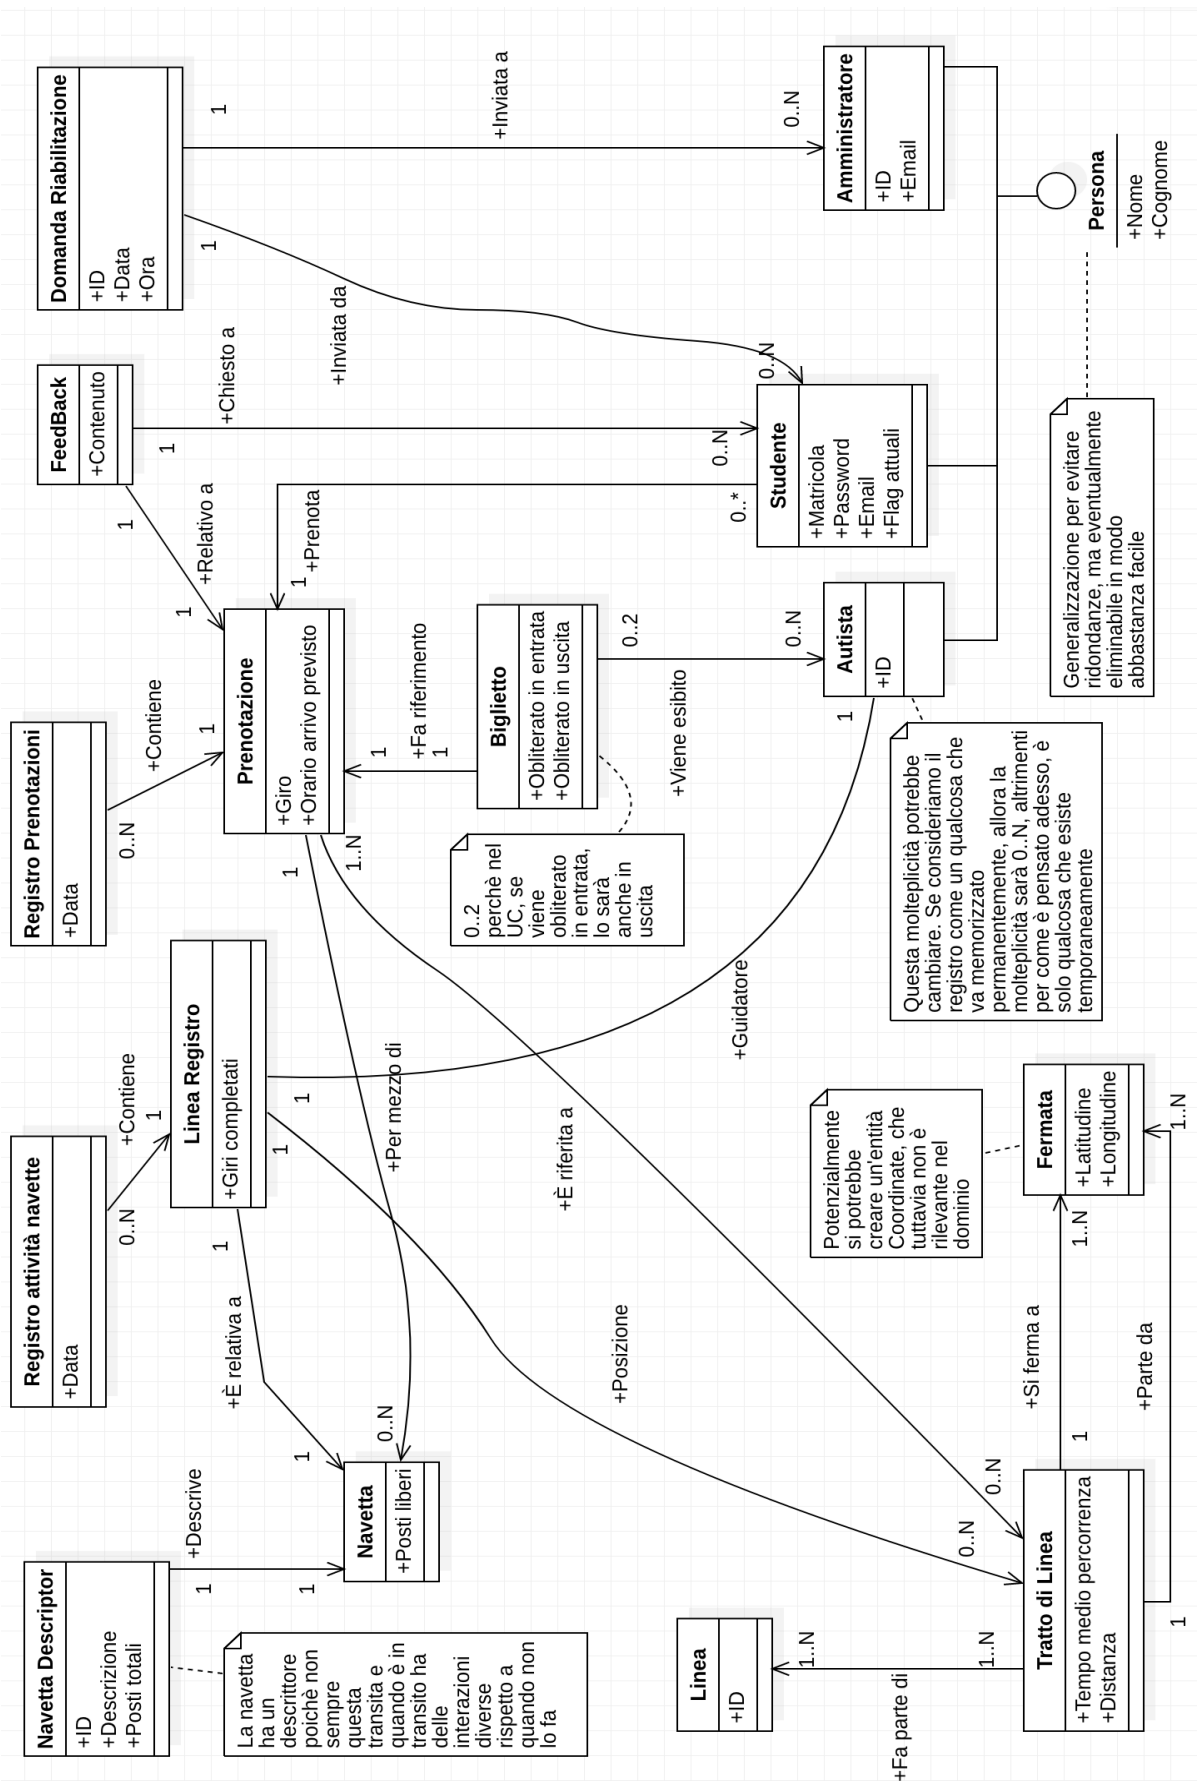 Navetta Descriptor
+ID
+Descrizione
+Posti totali
La navetta
ha un
descrittore
poichè non
sempre
questa
transita e
quando è in
transito ha
delle
interazioni
diverse
rispetto a
quando non
lo fa
1
+Descrive
1
Navetta
+Posti liberi
Registro attività navette
+Data
0..N
+Contiene
1
Linea Registro
+Giri completati
1
+È relativa a
1
Registro Prenotazioni
+Data
0..N
+Contiene
1
Prenotazione
+Giro
+Orario arrivo previsto
1
+Per mezzo di
0..N
1..N
+È riferita a
0..N
1
+Posizione
0..N
1
+Guidatore
1
FeedBack
+Contenuto
1
+Relativo a
1
1
+Chiesto a
0..N
Domanda Riabilitazione
+ID
+Data
+Ora
1
+Inviata da
0..N
1
+Inviata a
0..N
0..*
+Prenota
1
Biglietto
+Obliterato in entrata
+Obliterato in uscita
1
+Fa riferimento
1
0..2
+Viene esibito
0..N
0..2
perchè nel
UC, se
viene
obliterato
in entrata,
lo sarà
anche in
uscita
Studente
+Matricola
+Password
+Email
+Flag attuali
Amministratore
+ID
+Email
Autista
+ID
Persona
+Nome
+Cognome
Generalizzazione per evitare
ridondanze, ma eventualmente
eliminabile in modo
abbastanza facile
Questa molteplicità potrebbe
cambiare. Se consideriamo il
registro come un qualcosa che
va memorizzato
permanentemente, allora la
molteplicità sarà 0..N, altrimenti
per come è pensato adesso, è
solo qualcosa che esiste
temporaneamente
Potenzialmente
si potrebbe
creare un'entità
Coordinate, che
tuttavia non è
rilevante nel
dominio
Fermata
+Latitudine
+Longitudine
Linea
+ID
1..N
+Fa parte di
1..N
Tratto di Linea
+Tempo medio percorrenza
+Distanza
1
+Si ferma a
1..N
1
+Parte da
1..N